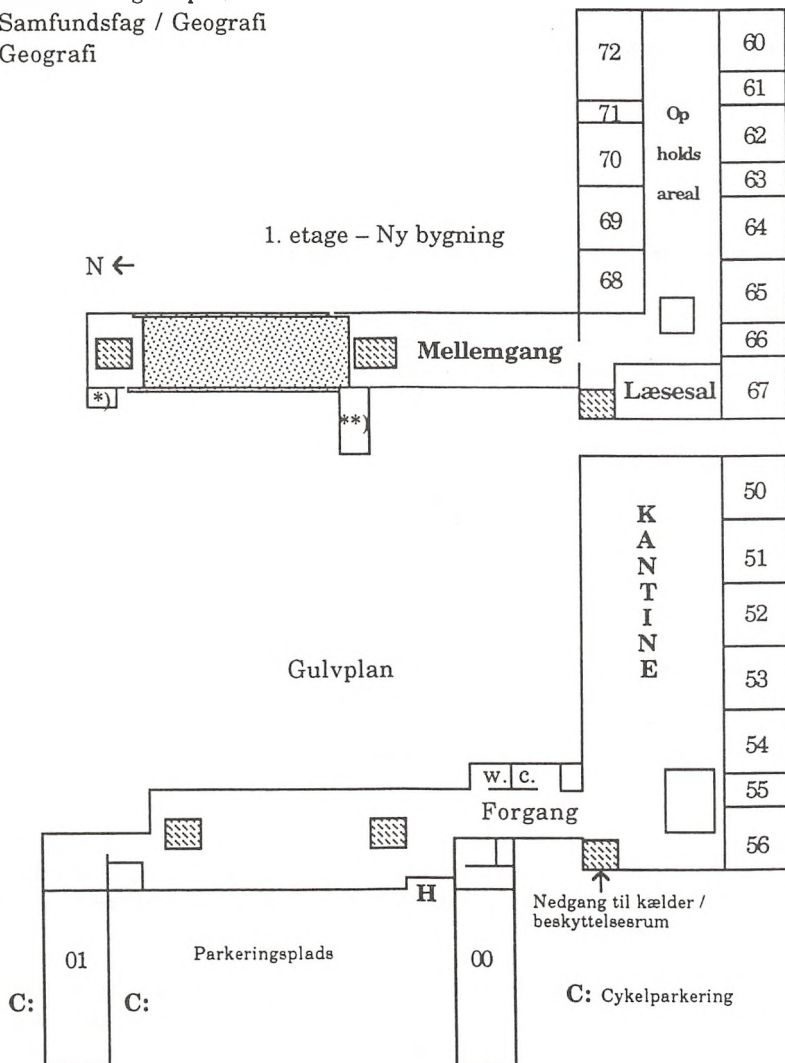 Samfundsfag / Geografi
Geografi
72
71
70
69
68
Op
holds
areal
60
61
62
63
64
65
66
67
1. etage – Ny bygning
N ←
Mellemgang
Læsesal
*)
**)
K
A
N
T
I
N
E
50
51
52
53
54
55
56
Gulvplan
w. c.
Forgang
H
Nedgang til kælder /
beskyttelsesrum
01
Parkeringsplads
00
C:
C:
C: Cykelparkering